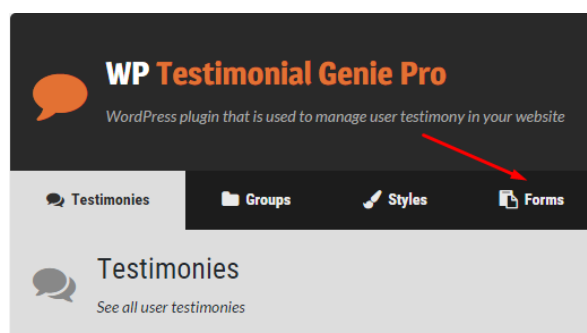 WP Testimonial Genie Pro
WordPress plugin that is used to manage user testimony in your website
Testimonies Groups Styles Forms
Testimonies
See all user testimonies